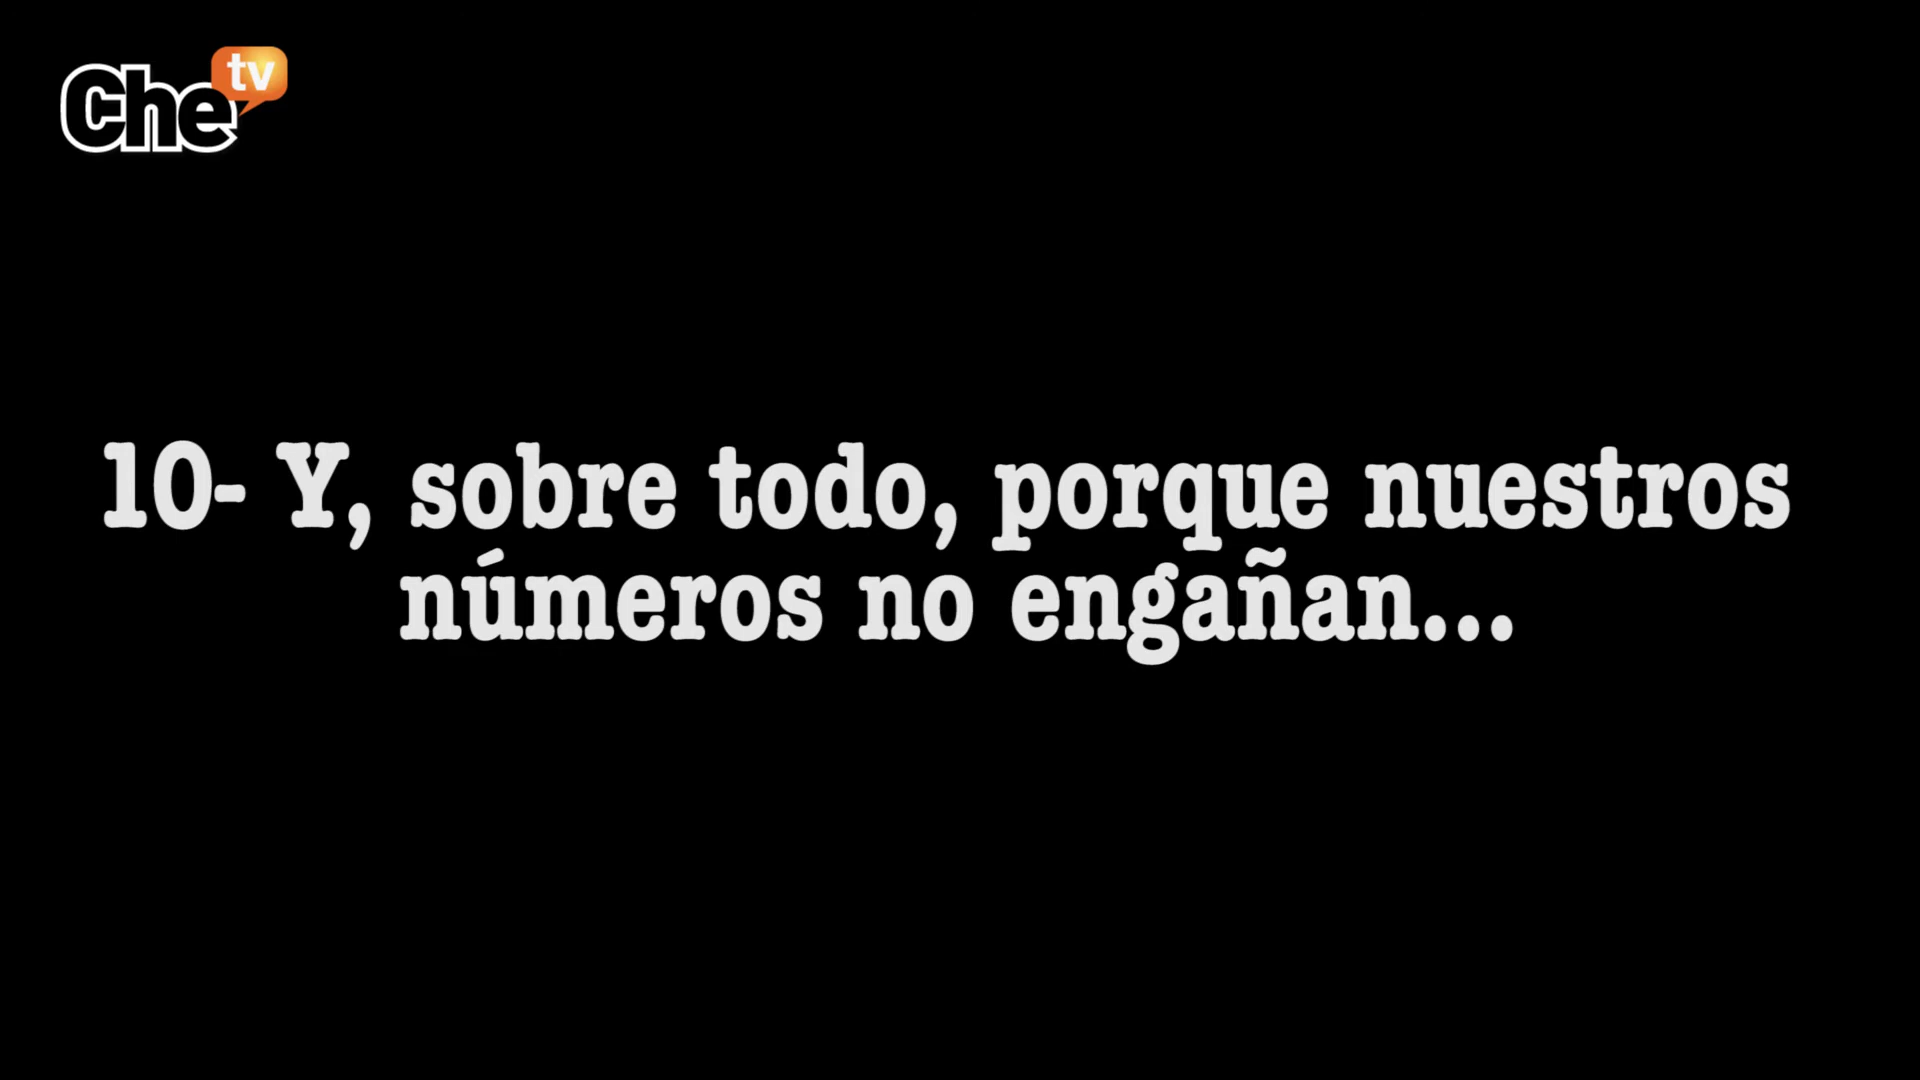 Che tv
10- Y, sobre todo, porque nuestros
números no engañan...